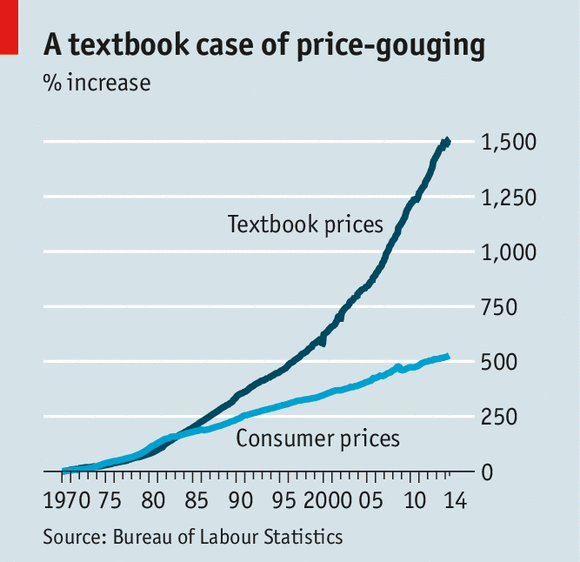 A textbook case of price-gouging
% increase
1,500
1,250
Textbook prices
1,000
750
500
250
Consumer prices
0
1970 75 80 85 90 95 2000 05 10 14
Source: Bureau of Labour Statistics